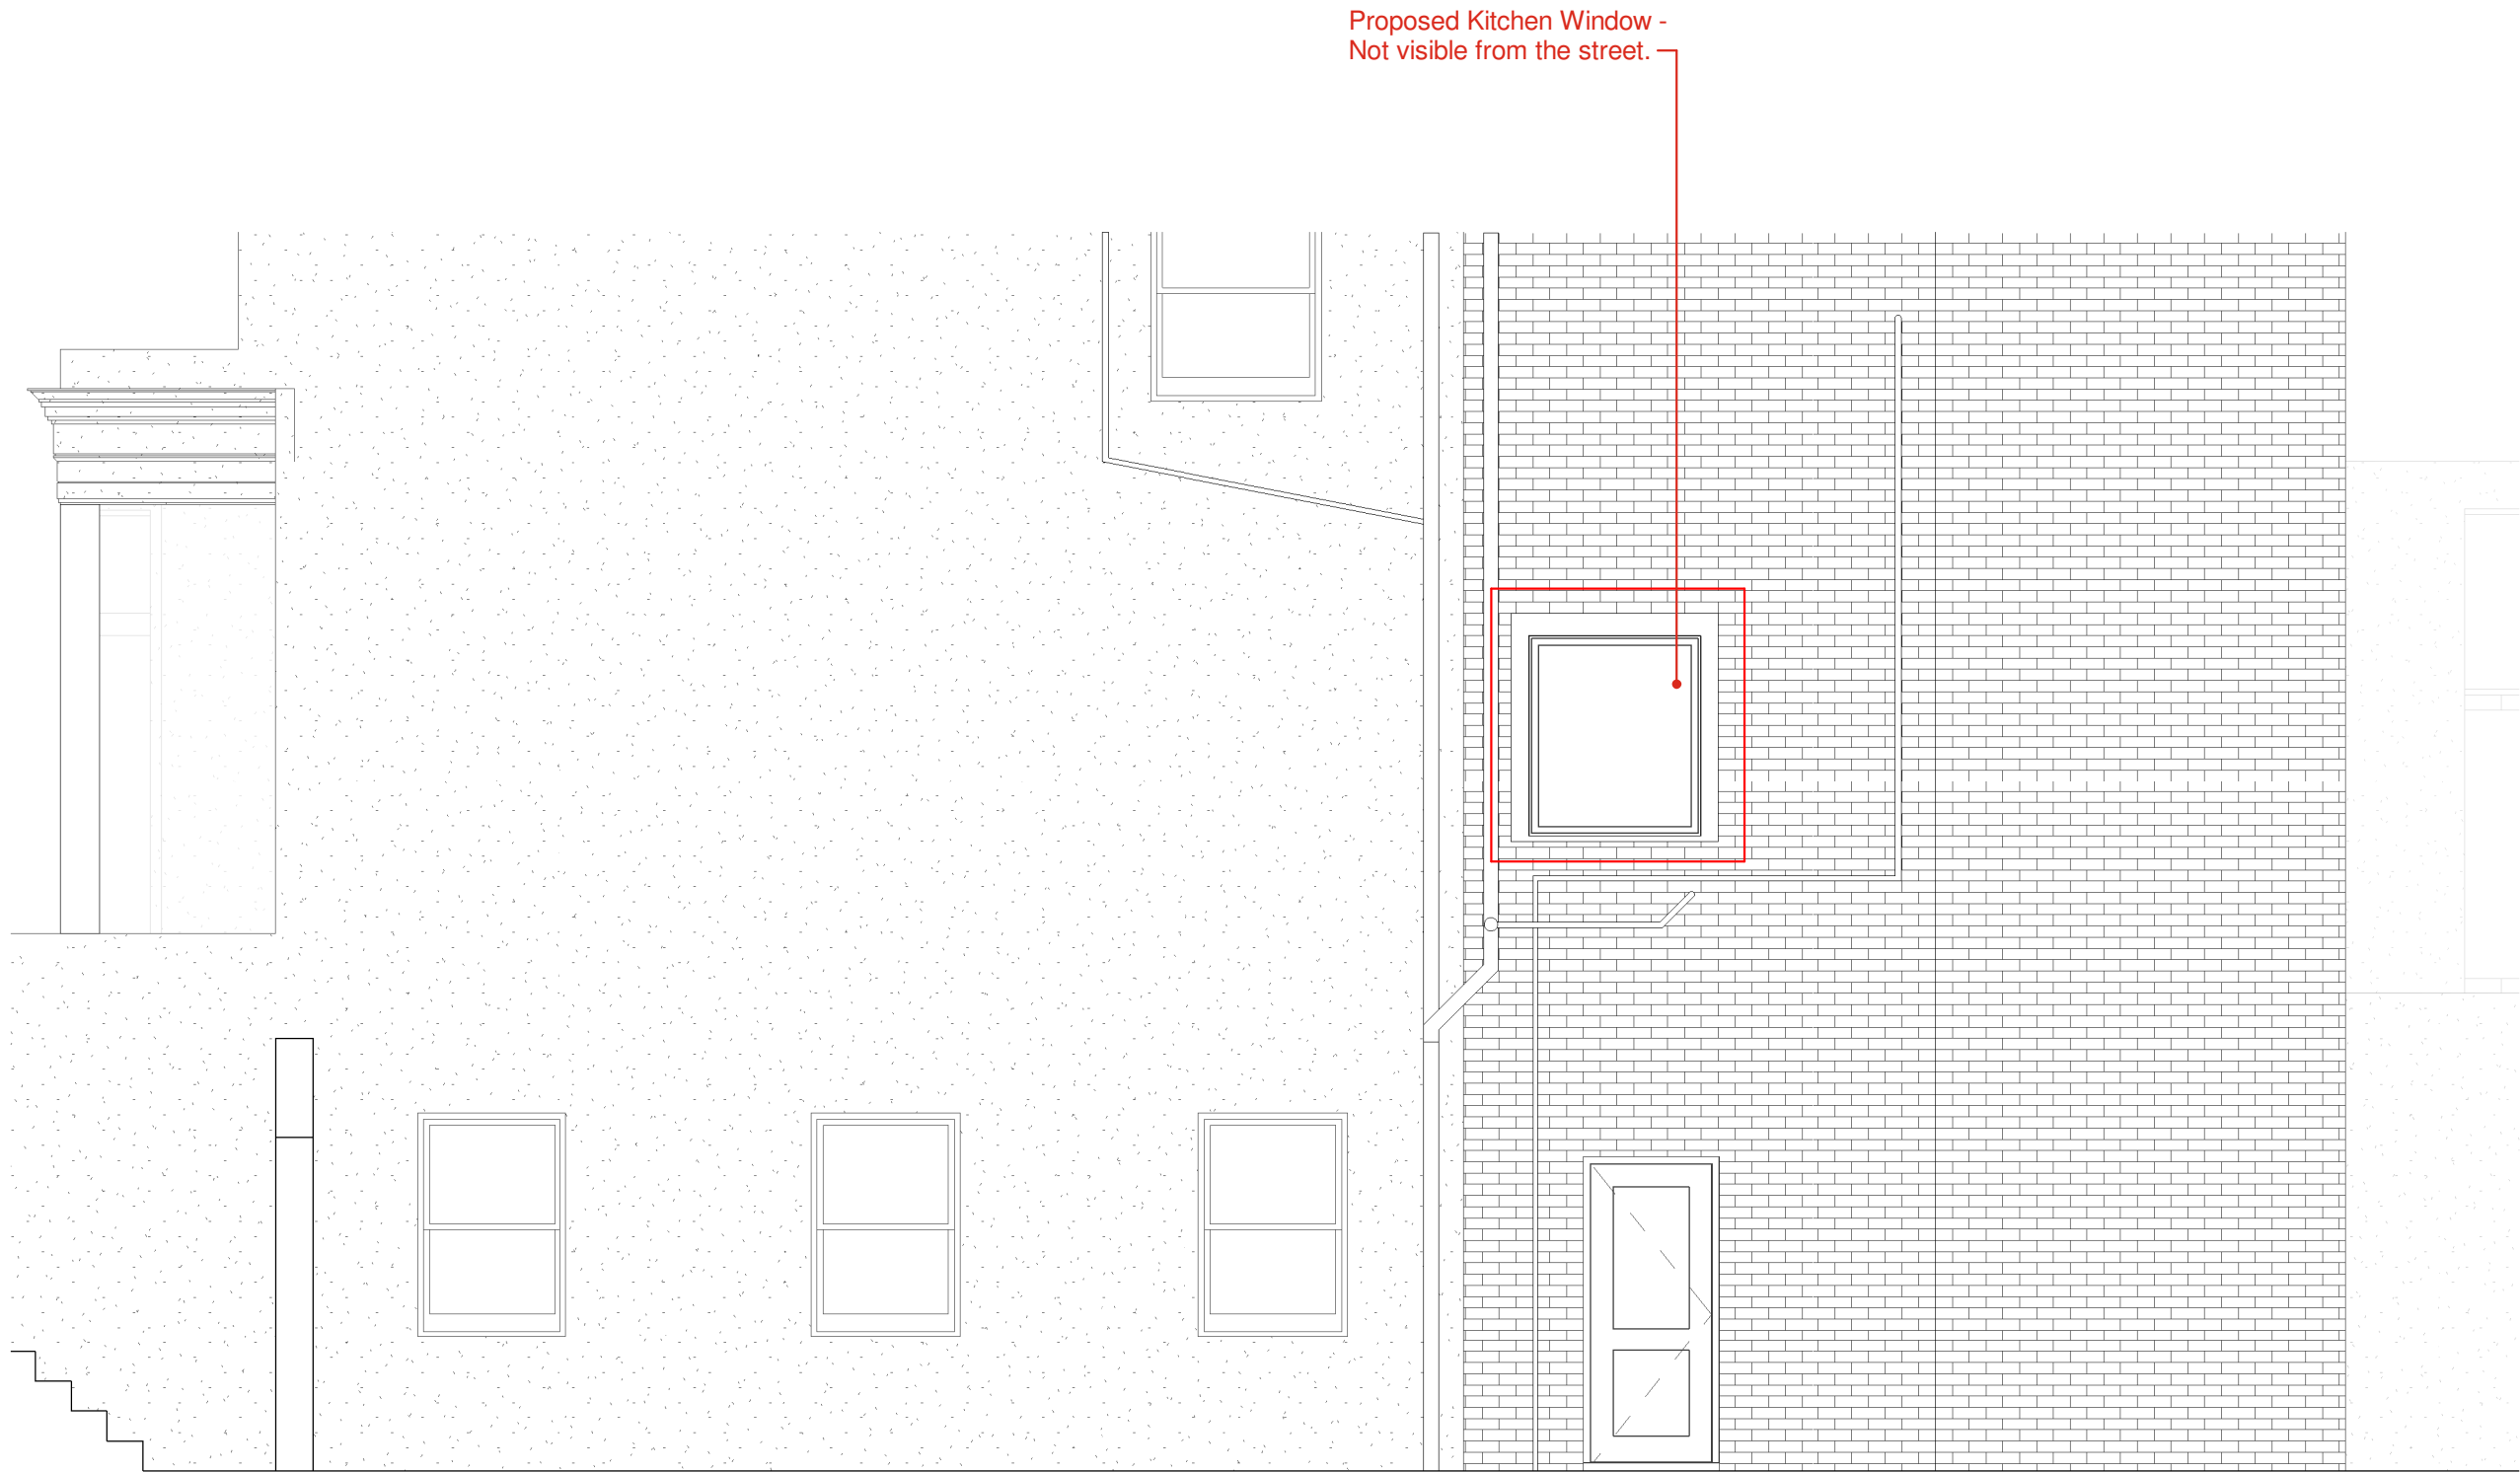 Proposed Kitchen Window -
Not visible from the street.